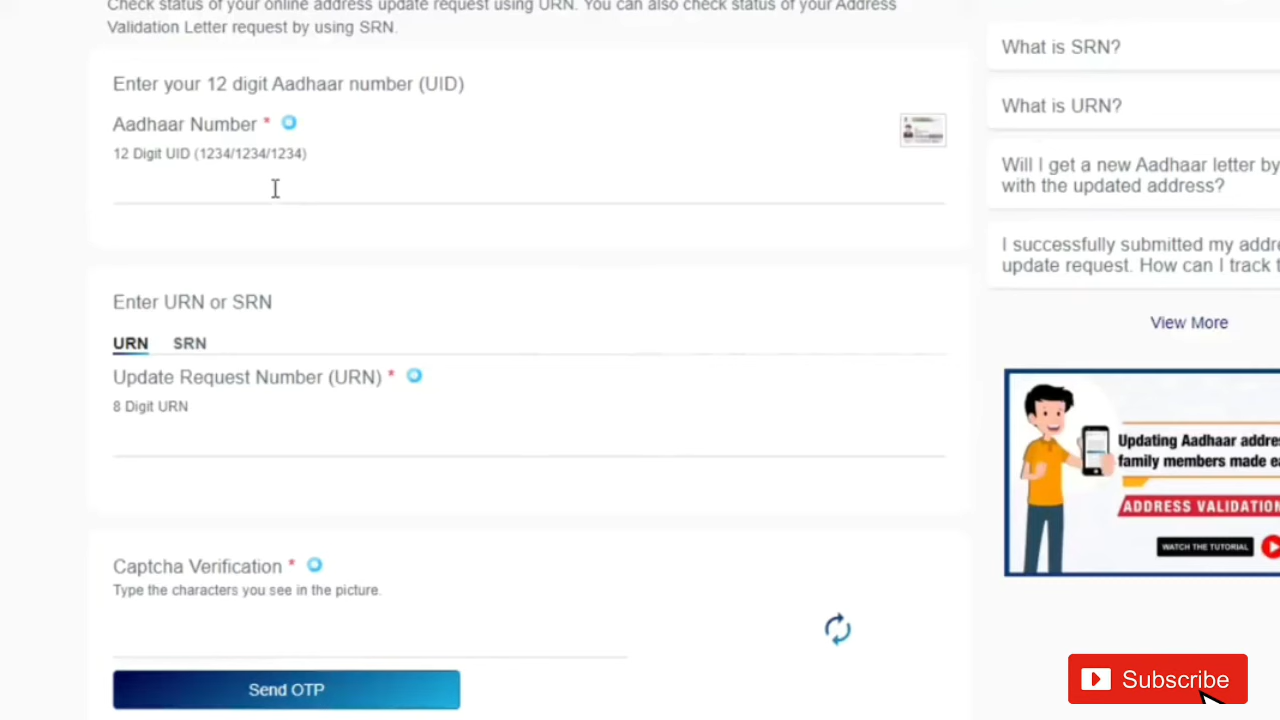 Check status of your online address update request using URN. You can also check status of your Address
Validation Letter request by using SRN.
Enter your 12 digit Aadhaar number (UID)
Aadhaar Number *
12 Digit UID (1234/1234/1234)
Enter URN or SRN
URN SRN
Update Request Number (URN) *
8 Digit URN
Captcha Verification *
Type the characters you see in the picture.
Send OTP
What is SRN?
What is URN?
Will I get a new Aadhaar letter by
with the updated address?
I successfully submitted my addre
update request. How can I track t
View More
Updating Aadhaar addre
family members made ea
ADDRESS VALIDATION
WATCH THE TUTORIAL
Subscribe